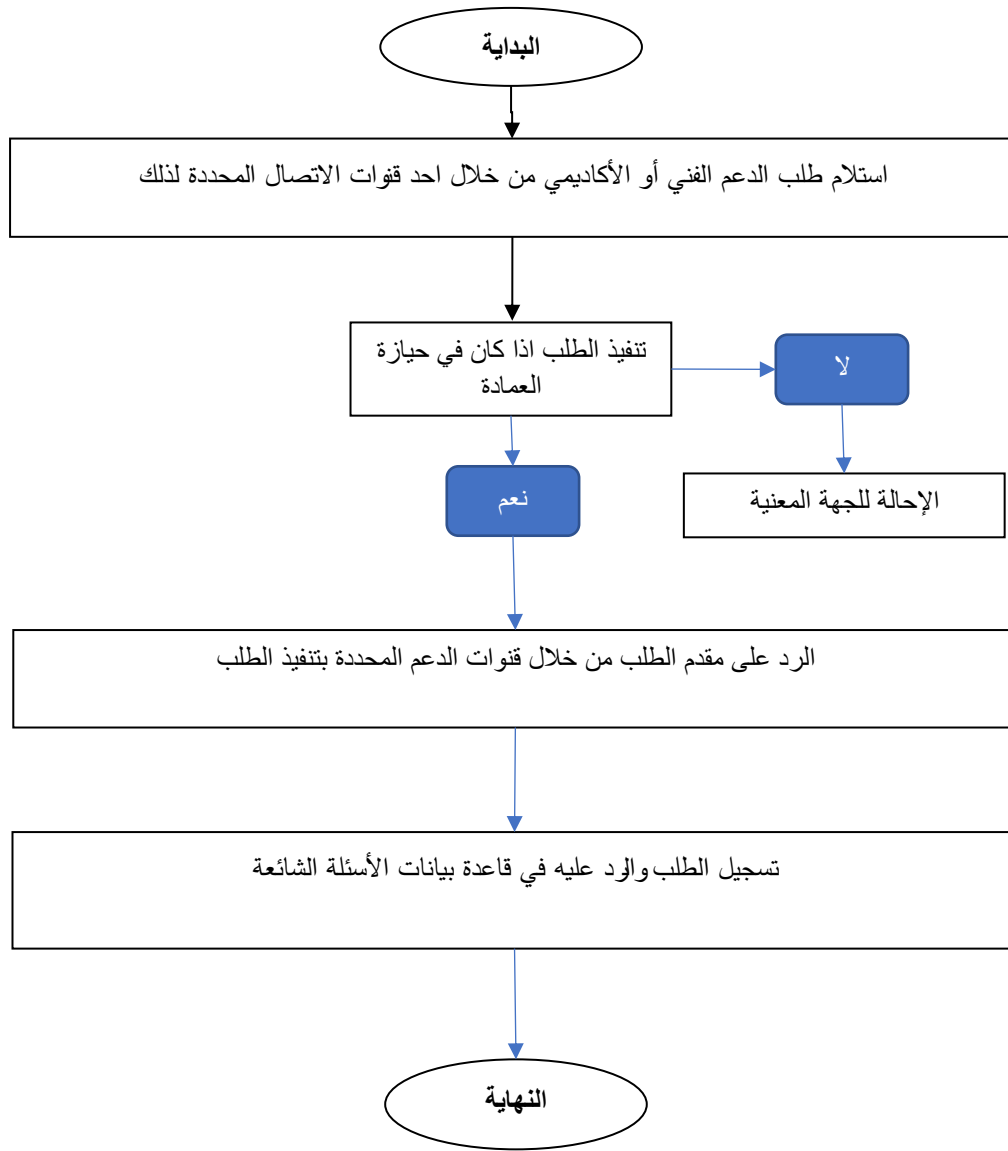 البداية
استلام طلب الدعم الفني أو الأكاديمي من خلال احد قنوات الاتصال المحددة لذلك
تنفيذ الطلب اذا كان في حيازة
العمادة
لا
نعم
الإحالة للجهة المعنية
الرد على مقدم الطلب من خلال قنوات الدعم المحددة بتنفيذ الطلب
تسجيل الطلب والرد عليه في قاعدة بيانات الأسئلة الشائعة
النهاية